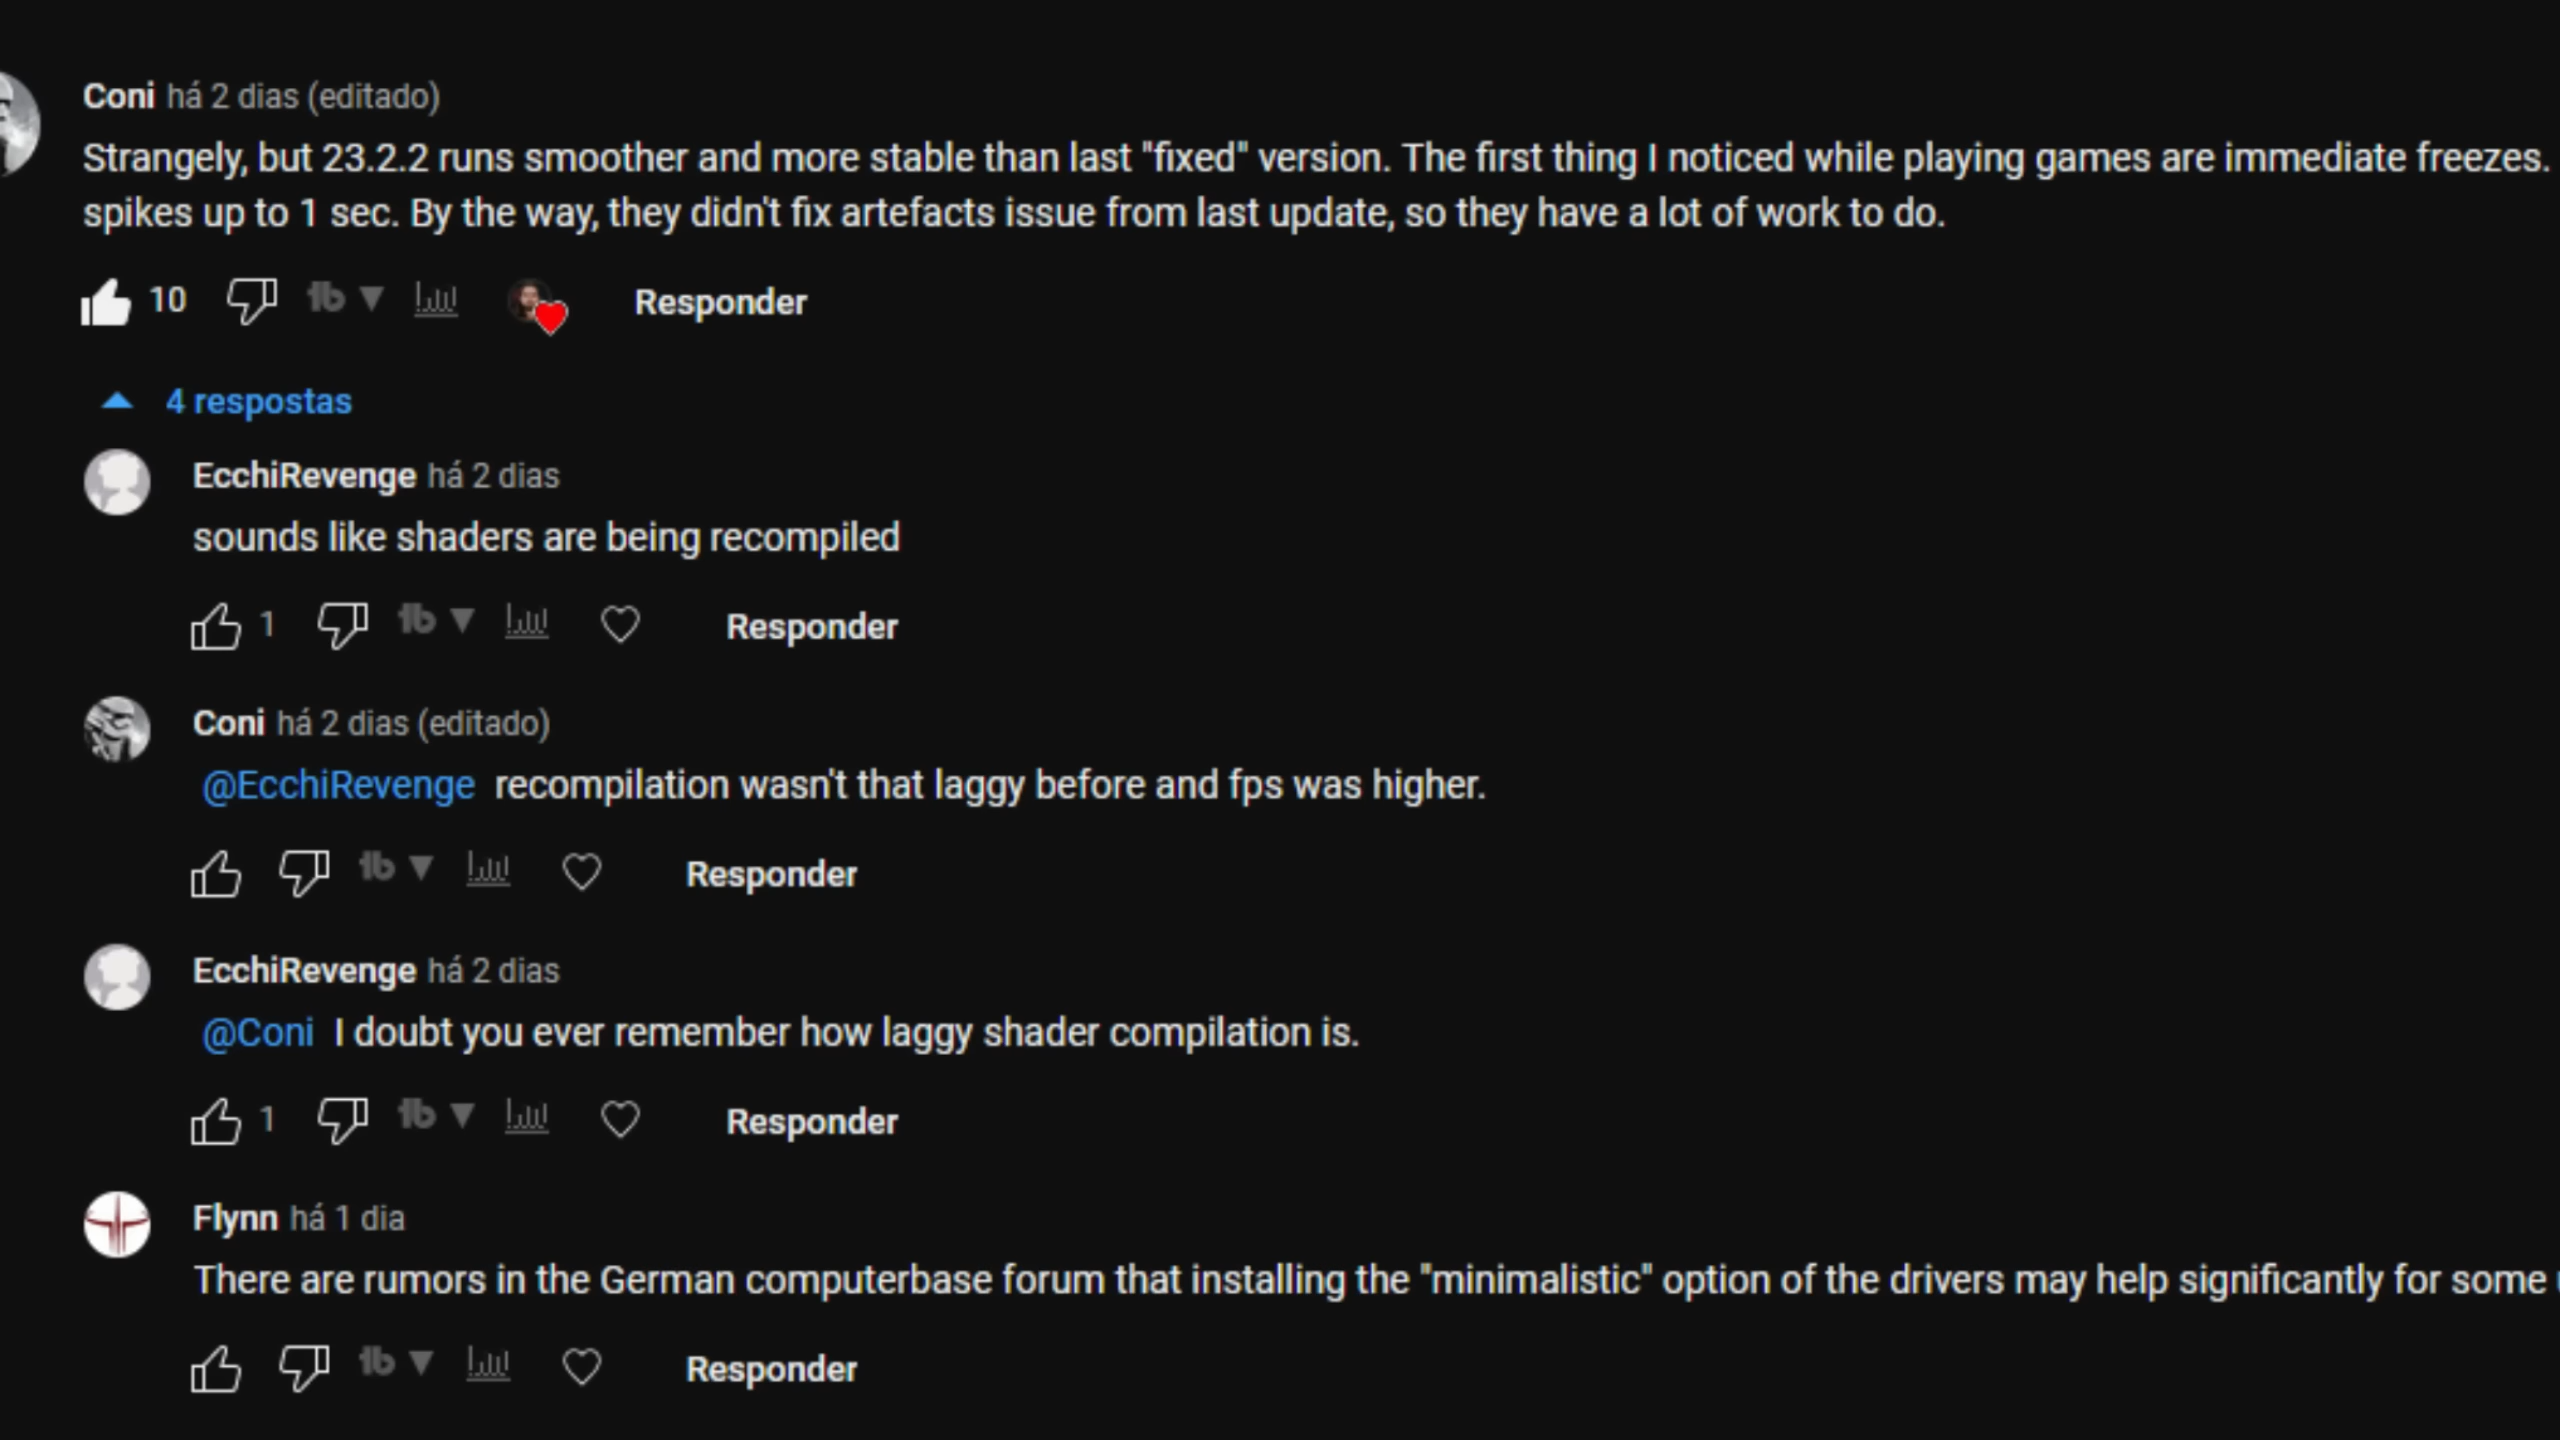 Coni há 2 dias (editado)
Strangely, but 23.2.2 runs smoother and more stable than last "fixed" version. The first thing I noticed while playing games are immediate freezes.
spikes up to 1 sec. By the way, they didn't fix artefacts issue from last update, so they have a lot of work to do.
10 1b Responder
4 respostas
EcchiRevenge há 2 dias
sounds like shaders are being recompiled
1 1b Responder
Coni há 2 dias (editado)
@EcchiRevenge recompilation wasn't that laggy before and fps was higher.
1b Responder
EcchiRevenge há 2 dias
@Coni I doubt you ever remember how laggy shader compilation is.
1 1b Responder
Flynn há 1 dia
There are rumors in the German computerbase forum that installing the "minimalistic" option of the drivers may help significantly for some
1b Responder